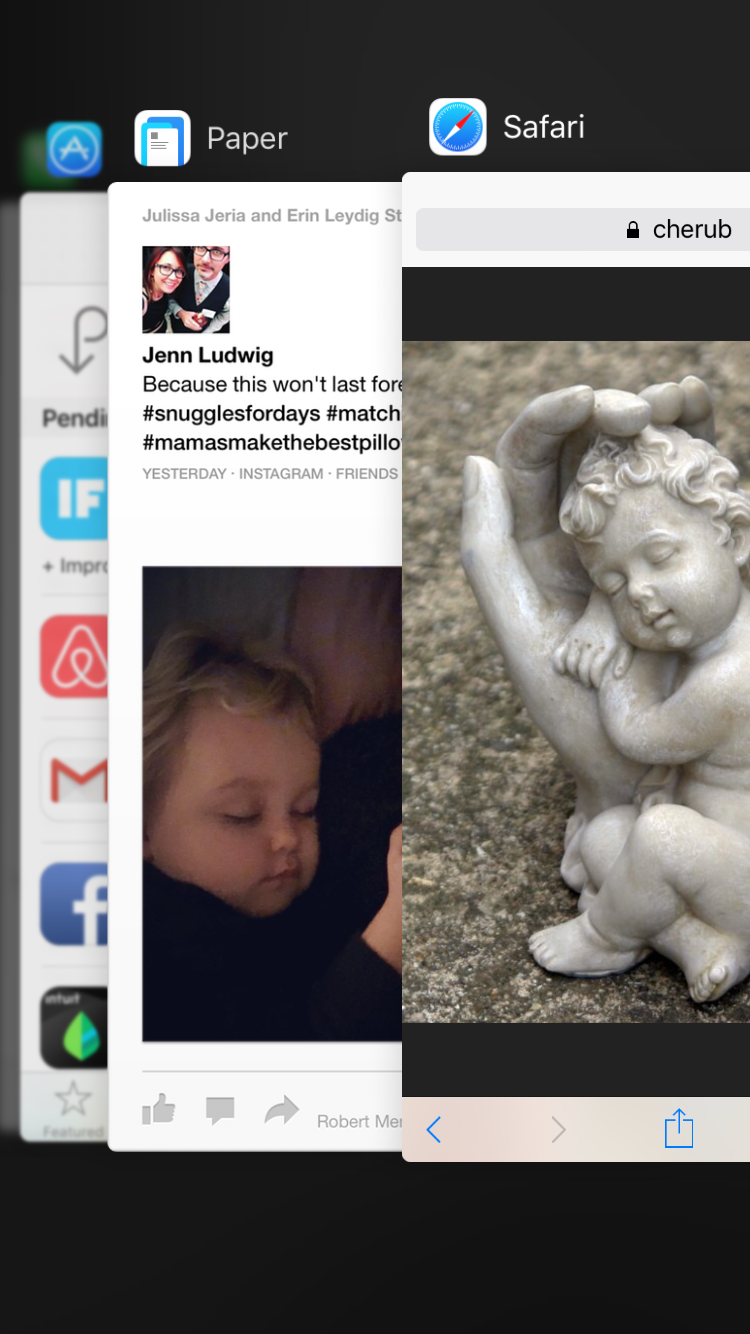 Paper
Safari
Julissa Jeria and Erin Leydig St
cherub
Jenn Ludwig
Because this won't last fore
#snugglesfordays #match
#mamasmakethebestpillo
YESTERDAY · INSTAGRAM · FRIENDS
Pendi
IF
+ Impro
intuit
Featured
Robert Mer